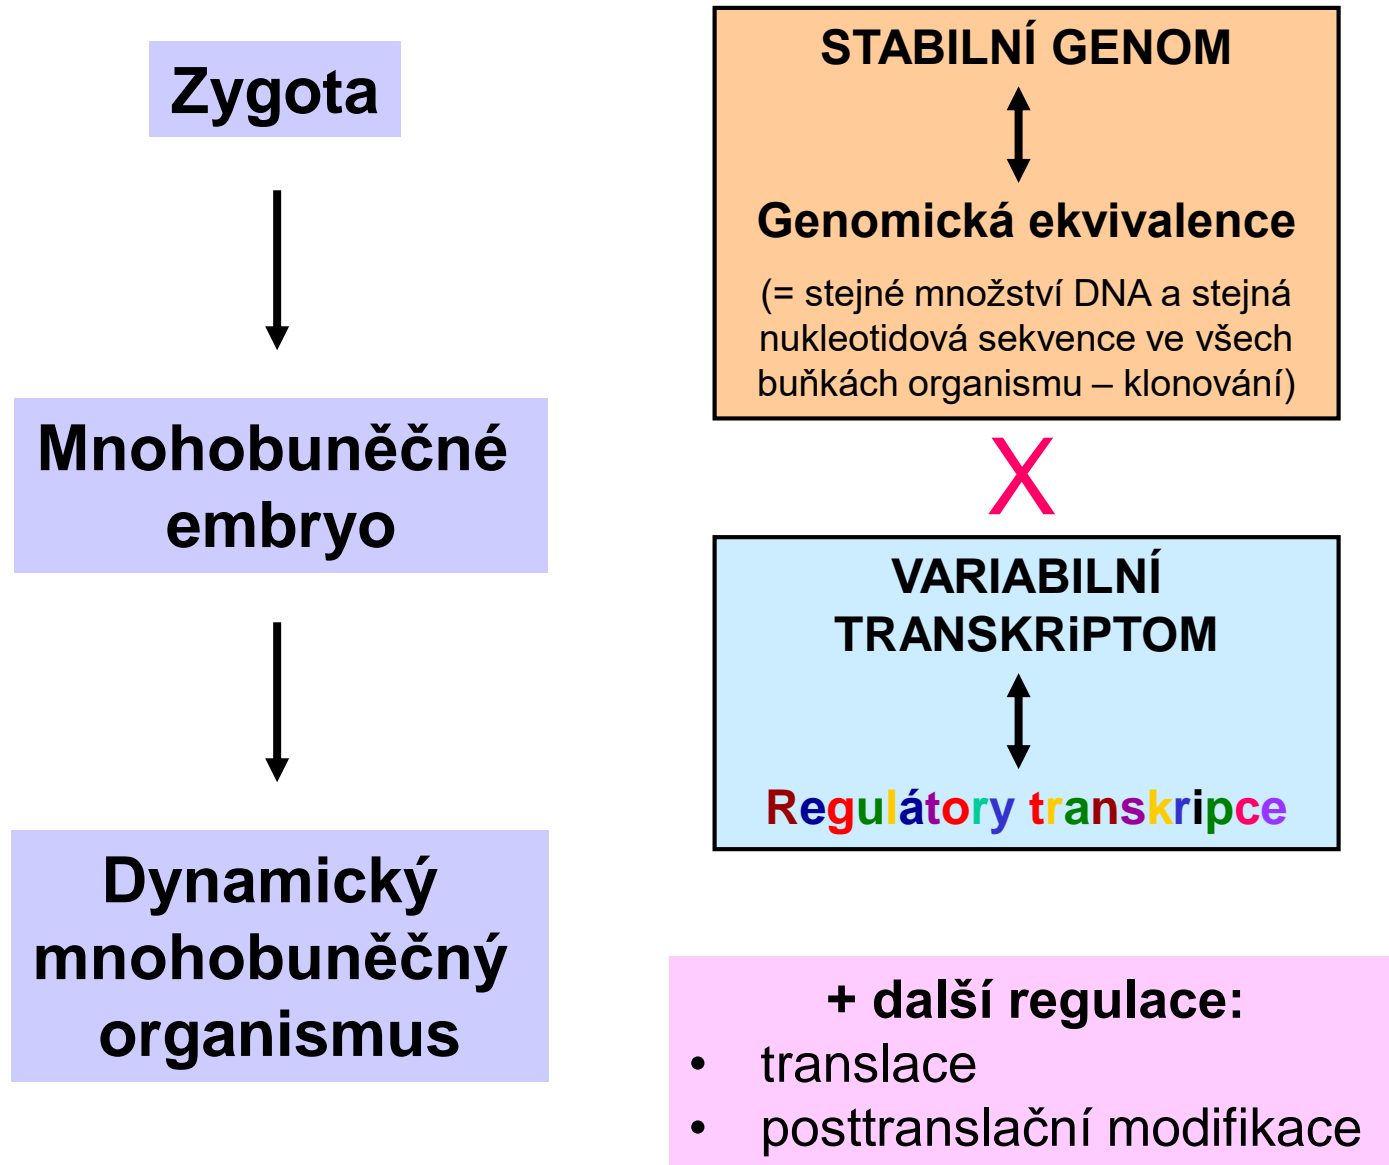 Zygota
Mnohobuněčné
embryo
Dynamický
mnohobuněčný
organismus
STABILNÍ GENOM
Genomická ekvivalence
(= stejné množství DNA a stejná
nukleotidová sekvence ve všech
buňkách organismu – klonování)
X
VARIABILNÍ
TRANSKRiPTOM
Regulátory transkripce
+ další regulace:
• translace
• posttranslační modifikace